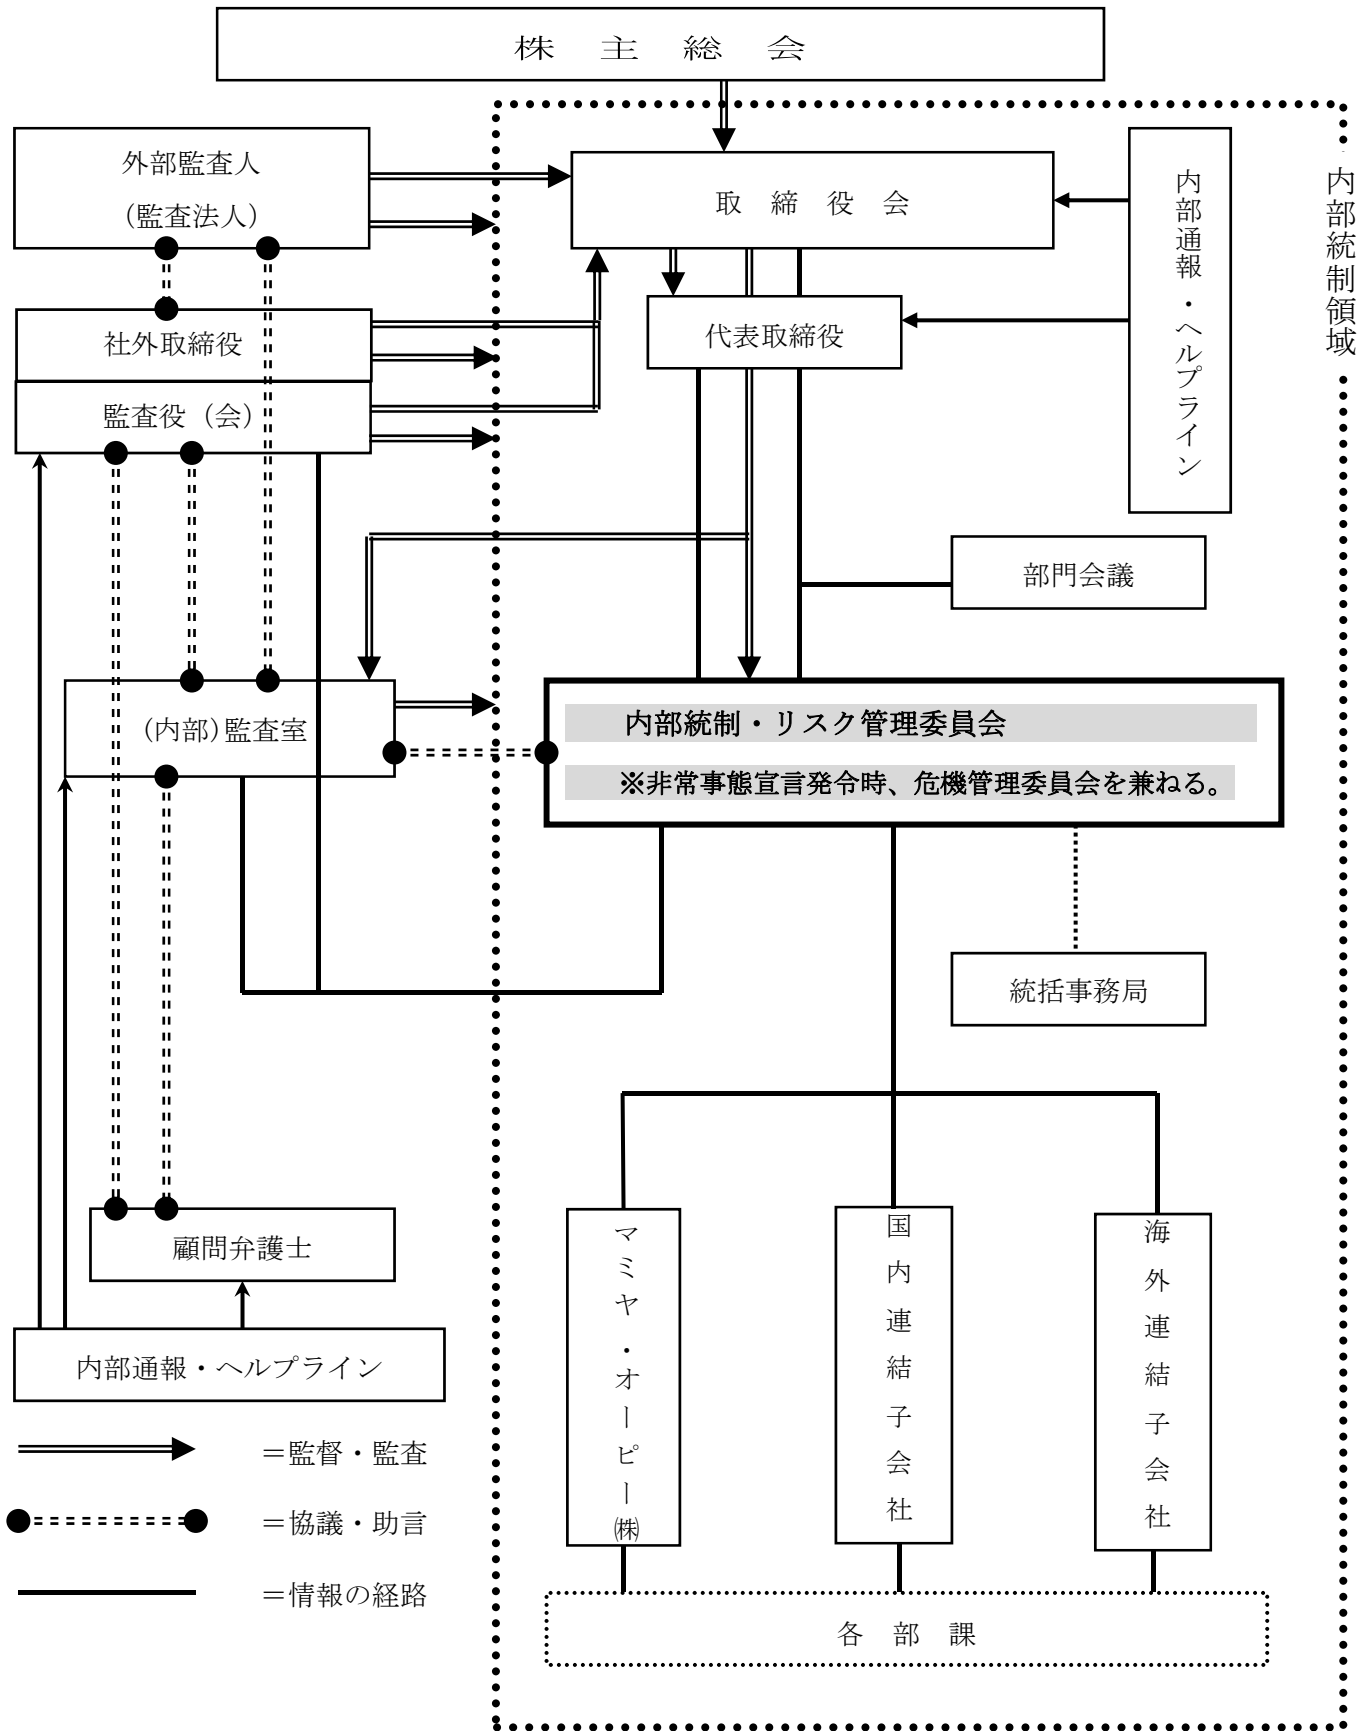 株　主　総　会
外部監査人
（監査法人）
取　締　役　会
内部通報・ヘルプライン
内部統制領域
社外取締役
代表取締役
監査役（会）
部門会議
（内部）監査室
内部統制・リスク管理委員会
※非常事態宣言発令時、危機管理委員会を兼ねる。
統括事務局
顧問弁護士
内部通報・ヘルプライン
マミヤ・オーピー㈱
国内連結子会社
海外連結子会社
＝監督・監査
＝協議・助言
＝情報の経路
各　部　課